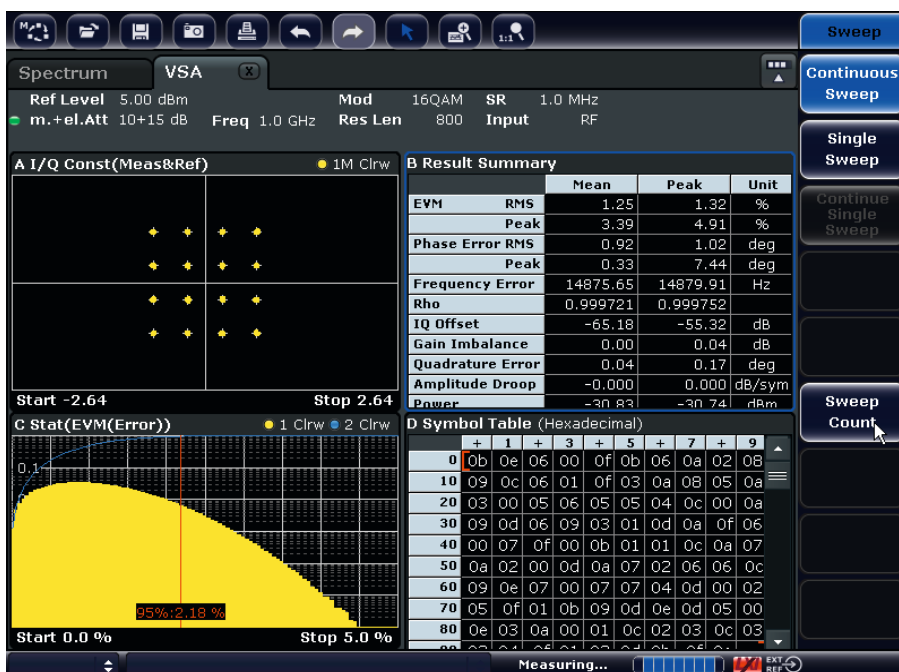 1:1
Sweep
Spectrum VSA X
Ref Level 5.00 dBm Mod 16QAM SR 1.0 MHz
m.+el.Att 10+15 dB Freq 1.0 GHz Res Len 800 Input RF
Continuous
Sweep
Single
Sweep
Continue
Single
Sweep
Sweep
Count
A I/Q Const(Meas&Ref) 1M Clrw
Start -2.64 Stop 2.64
B Result Summary
Mean Peak Unit
EVM RMS 1.25 1.32 %
Peak 3.39 4.91 %
Phase Error RMS 0.92 1.02 deg
Peak 0.33 7.44 deg
Frequency Error 14875.65 14879.91 Hz
Rho 0.999721 0.999752
IQ Offset -65.18 -55.32 dB
Gain Imbalance 0.00 0.04 dB
Quadrature Error 0.04 0.17 deg
Amplitude Droop -0.000 0.000 dB/sym
Power -30.83 -30.74 dBm
C Stat(EVM(Error)) 1 Clrw 2 Clrw
0.1
95%:2.18 %
Start 0.0 % Stop 5.0 %
D Symbol Table (Hexadecimal)
+ 1 + 3 + 5 + 7 + 9
0 0b 0e 06 00 0f 0b 06 0a 02 08
10 09 0c 06 01 0f 03 0a 08 05 0a
20 03 00 05 06 05 05 04 0c 00 0a
30 09 0d 06 09 03 01 0d 0a 0f 06
40 00 07 0f 00 0b 01 01 0c 0a 07
50 0a 02 00 0d 0a 07 02 06 06 0c
60 09 0e 07 00 07 07 04 0d 00 02
70 05 0f 01 0b 09 0d 0e 0d 05 00
80 0e 03 0a 00 01 0c 02 03 0c 03
Measuring... LXI EXT REF